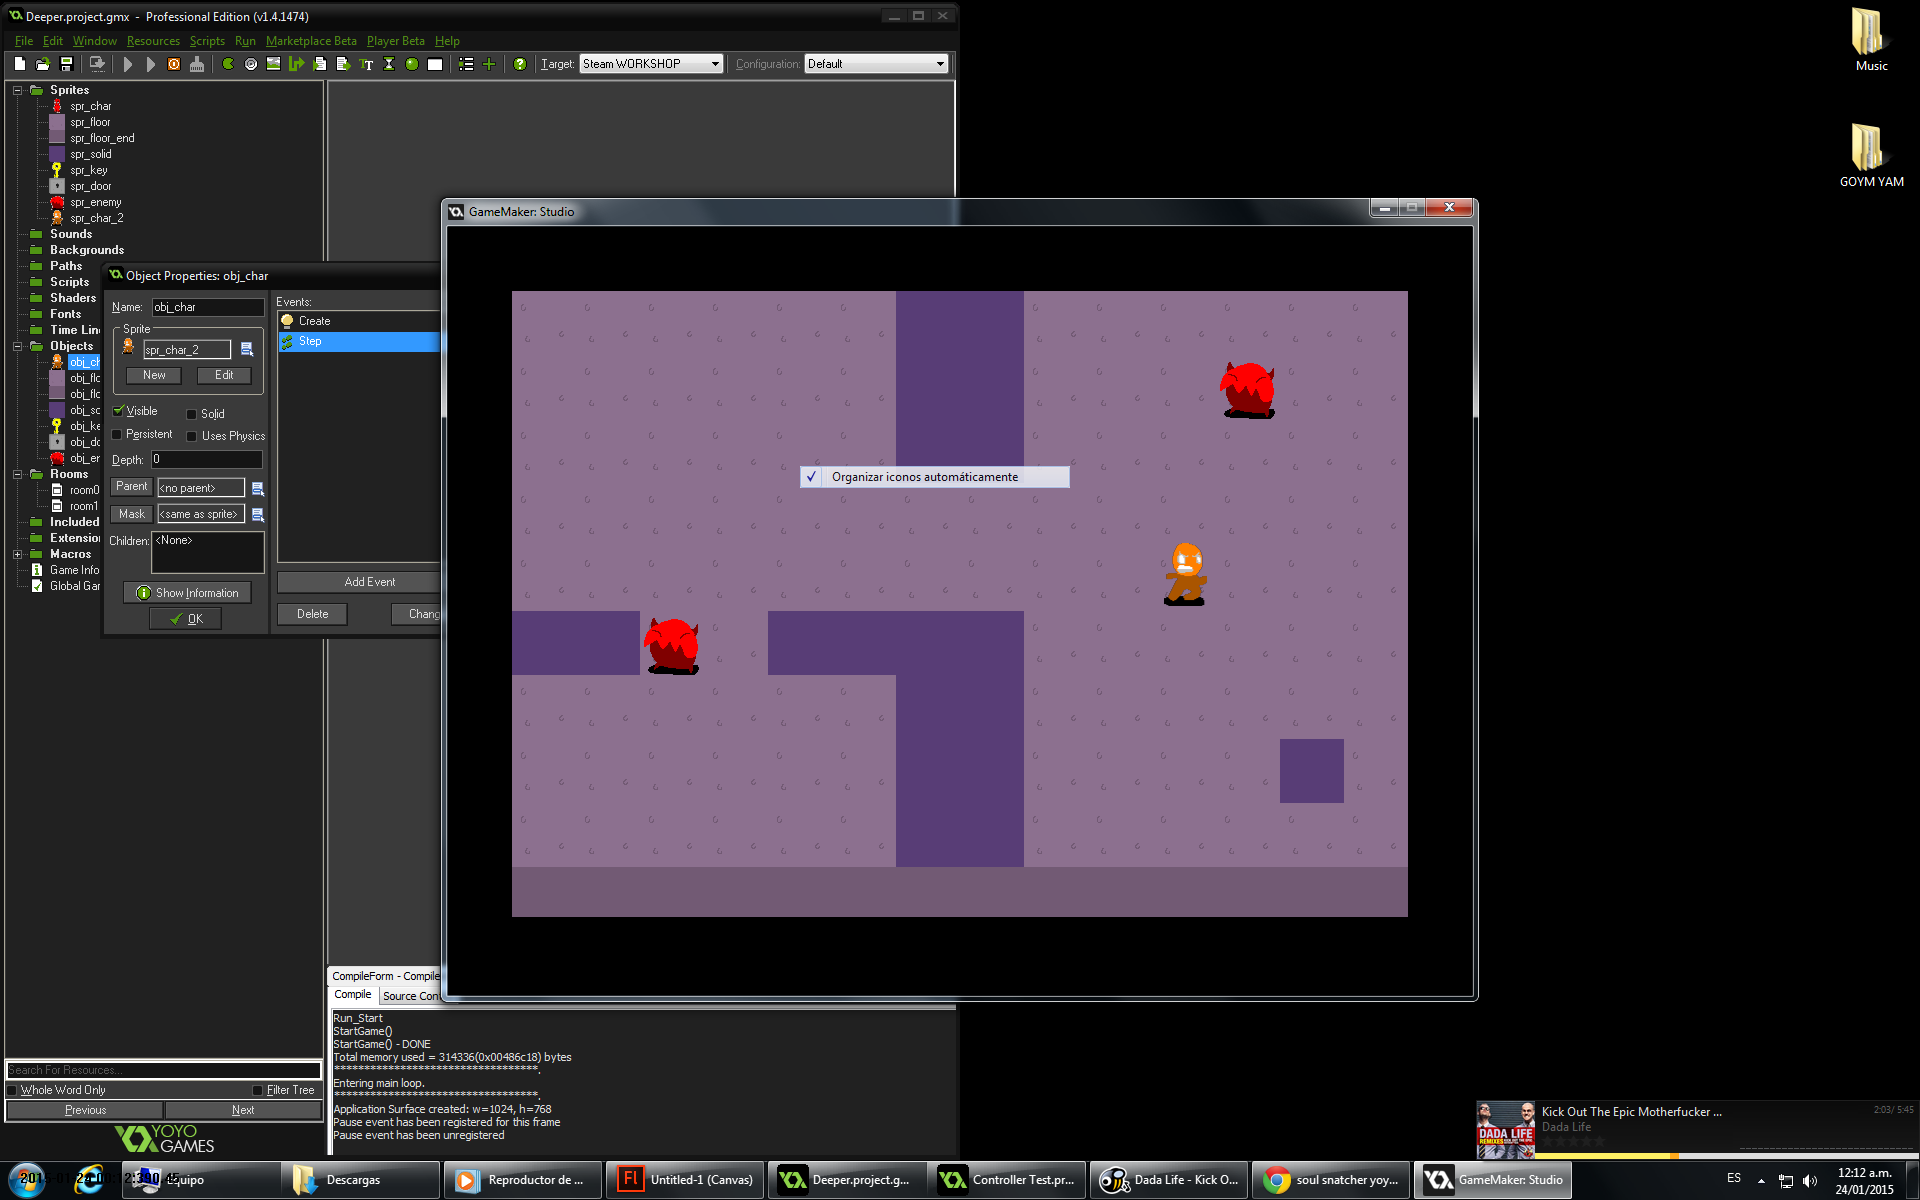 Deeper.project.gmx - Professional Edition (v1.4.1474)
File Edit Window Resources Scripts Run Marketplace Beta Player Beta Help
Target: Steam WORKSHOP Configuration: Default
Sprites
spr_char
spr_floor
spr_floor_end
spr_solid
spr_key
spr_door
spr_enemy
spr_char_2
Sounds
Backgrounds
Paths
Scripts
Shaders
Fonts
Time Lin
Objects
obj_ch
obj_flo
obj_flo
obj_so
obj_ke
obj_do
obj_er
Rooms
room0
room1
Included
Extension
Macros
Game Info
Global Gar
Object Properties: obj_char
Name: obj_char
Sprite
spr_char_2
New Edit
Visible Solid
Persistent Uses Physics
Depth: 0
Parent <no parent>
Mask <same as sprite>
Children: <None>
Show Information
OK
Events:
Create
Step
Add Event
Delete Chang
GameMaker: Studio
✓ Organizar iconos automáticamente
CompileForm - Compile
Compile Source Con
Run_Start
StartGame()
StartGame() - DONE
Total memory used = 314336(0x00486c18) bytes
Entering main loop.
Application Surface created: w=1024, h=768
Pause event has been registered for this frame
Pause event has been unregistered
Search For Resources...
Whole Word Only Filter Tree
Previous Next
YOYO
GAMES
Music
GOYM YAM
DADA LIFE
REMIXES
Kick Out The Epic Motherfucker ...
2:03/ 5:45
Dada Life
Equipo
Descargas
Reproductor de ...
Untitled-1 (Canvas)
Deeper.project.g...
Controller Test.pr...
Dada Life - Kick O...
soul snatcher yoy...
GameMaker: Studio
ES
12:12 a.m.
24/01/2015